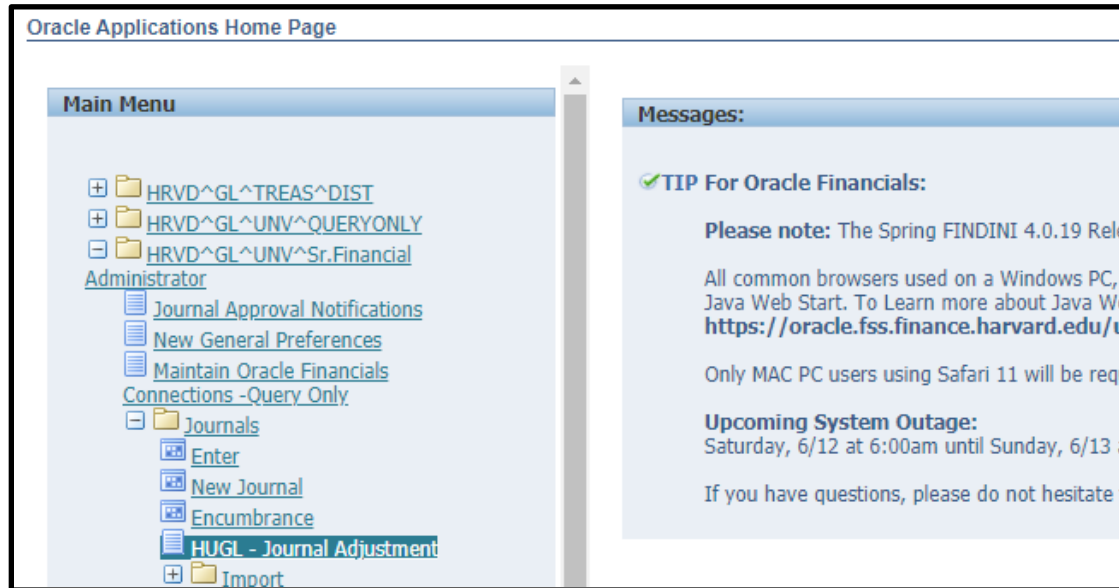 Oracle Applications Home Page
Main Menu
HRVD^GL^TREAS^DIST
HRVD^GL^UNV^QUERYONLY
HRVD^GL^UNV^Sr.Financial
Administrator
Journal Approval Notifications
New General Preferences
Maintain Oracle Financials
Connections -Query Only
Journals
Enter
New Journal
Encumbrance
HUGL - Journal Adjustment
Import
Messages:
TIP For Oracle Financials:
Please note: The Spring FINDINI 4.0.19 Rel
All common browsers used on a Windows PC,
Java Web Start. To Learn more about Java W
https://oracle.fss.finance.harvard.edu/
Only MAC PC users using Safari 11 will be req
Upcoming System Outage:
Saturday, 6/12 at 6:00am until Sunday, 6/13
If you have questions, please do not hesitate